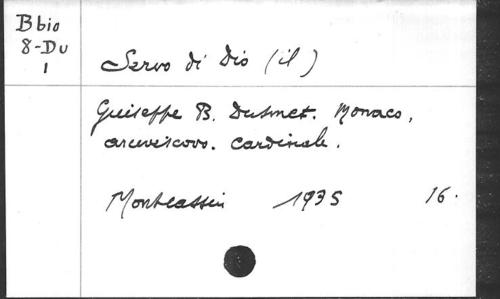 B bio
8-Du
1
Servo di Dio (il)
Guiseppe B. Dusmet. Monaco,
arcivescovo. cardinale.
Montecassin 1935 16.